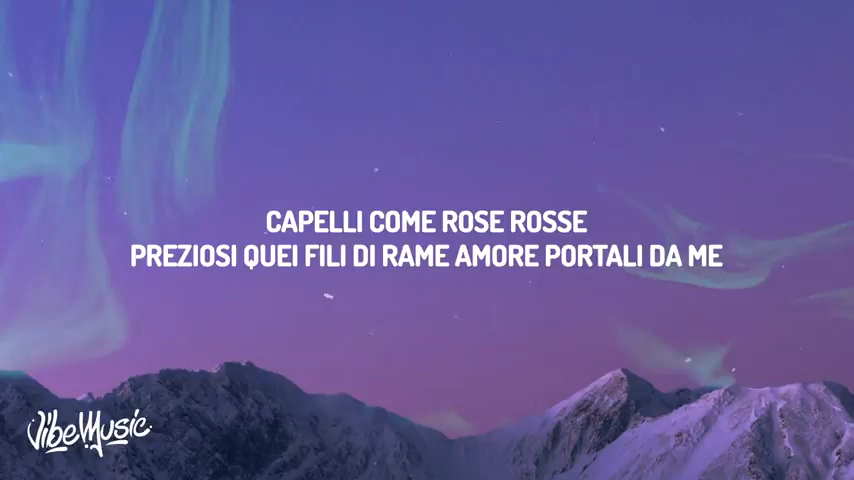 CAPELLI COME ROSE ROSSE
PREZIOSI QUEI FILI DI RAME AMORE PORTALI DA ME
VibeMusic